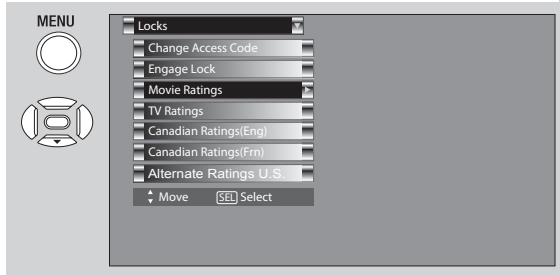 MENU
Locks
Change Access Code
Engage Lock
Movie Ratings
TV Ratings
Canadian Ratings(Eng)
Canadian Ratings(Frn)
Alternate Ratings U.S.
Move SEL Select